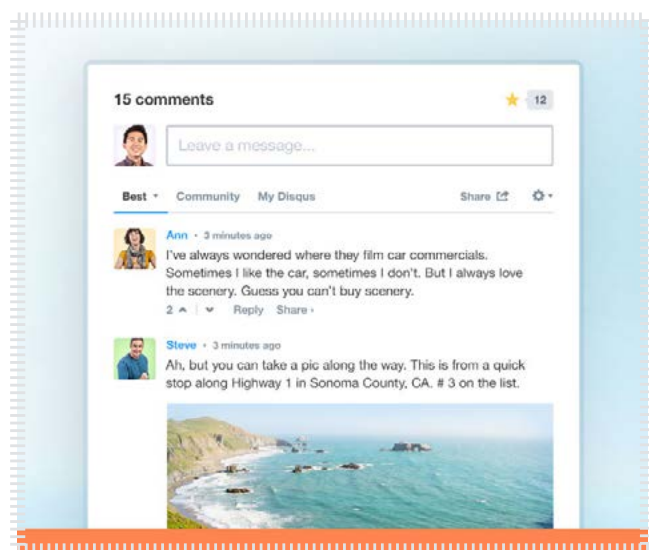 15 comments
12
Leave a message...
Best
Community
My Disqus
Share
Ann • 3 minutes ago
I've always wondered where they film car commercials.
Sometimes I like the car, sometimes I don't. But I always love
the scenery. Guess you can't buy scenery.
2
Reply
Share ›
Steve • 3 minutes ago
Ah, but you can take a pic along the way. This is from a quick
stop along Highway 1 in Sonoma County, CA. # 3 on the list.